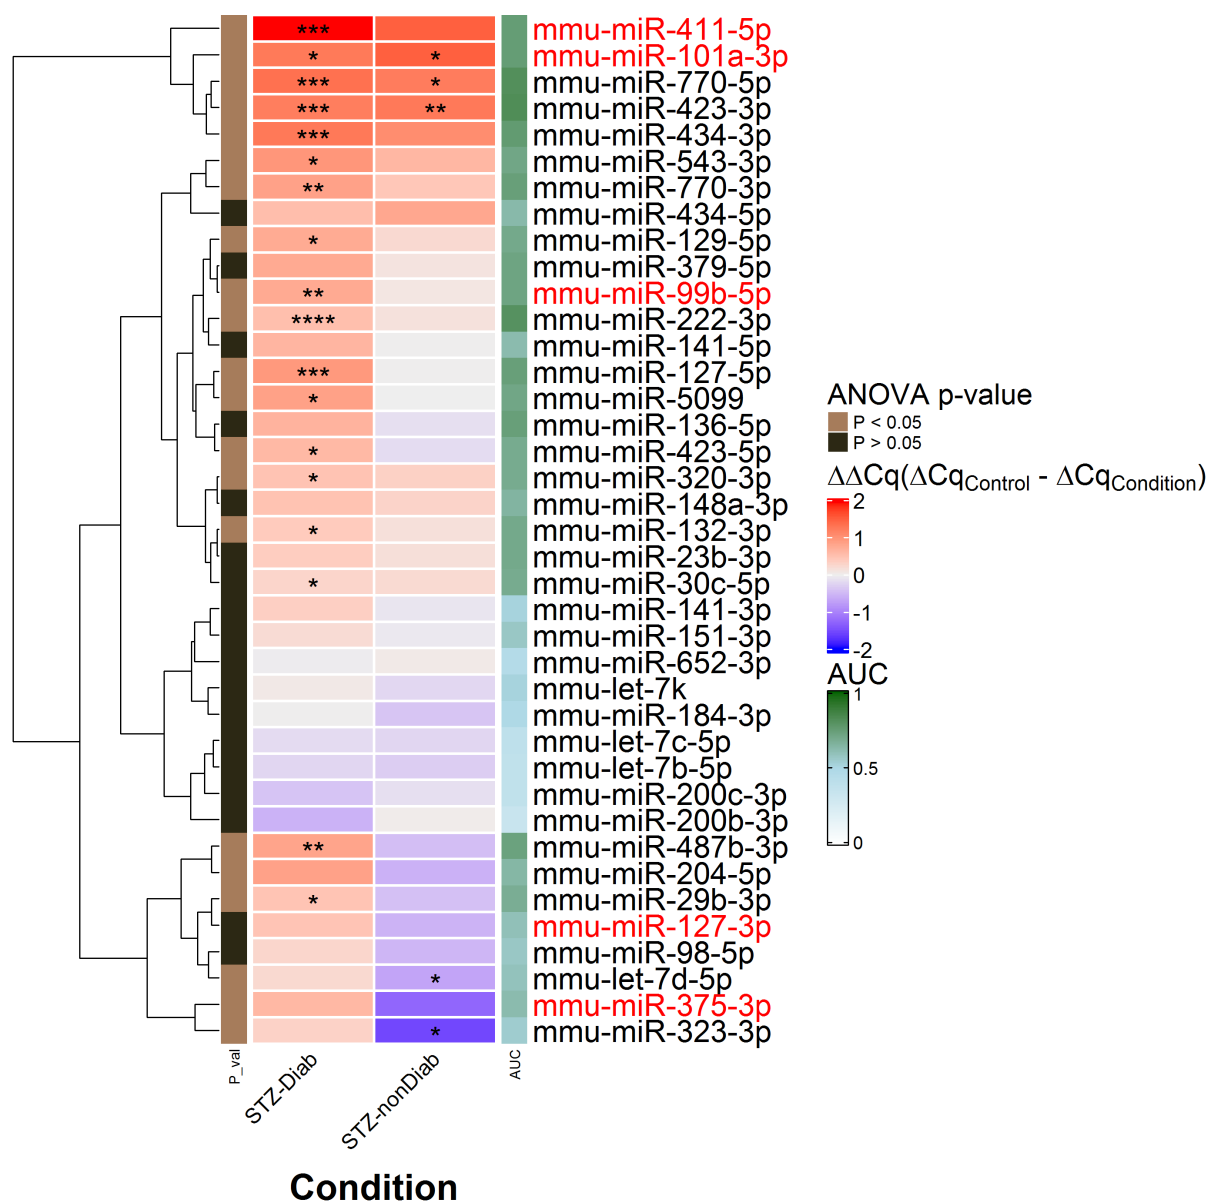 *** mmu-miR-411-5p
* * mmu-miR-101a-3p
*** * mmu-miR-770-5p
*** ** mmu-miR-423-3p
*** mmu-miR-434-3p
* mmu-miR-543-3p
** mmu-miR-770-3p
mmu-miR-434-5p
* mmu-miR-129-5p
mmu-miR-379-5p
** mmu-miR-99b-5p
**** mmu-miR-222-3p
mmu-miR-141-5p
*** mmu-miR-127-5p
* mmu-miR-5099
mmu-miR-136-5p
* mmu-miR-423-5p
* mmu-miR-320-3p
mmu-miR-148a-3p
* mmu-miR-132-3p
mmu-miR-23b-3p
* mmu-miR-30c-5p
mmu-miR-141-3p
mmu-miR-151-3p
mmu-miR-652-3p
mmu-let-7k
mmu-miR-184-3p
mmu-let-7c-5p
mmu-let-7b-5p
mmu-miR-200c-3p
mmu-miR-200b-3p
** mmu-miR-487b-3p
mmu-miR-204-5p
* mmu-miR-29b-3p
mmu-miR-127-3p
mmu-miR-98-5p
* mmu-let-7d-5p
mmu-miR-375-3p
* mmu-miR-323-3p
P_val
STZ-Diab
STZ-nonDiab
AUC
Condition
ANOVA p-value
P < 0.05
P > 0.05
ΔΔCq(ΔCqControl - ΔCqCondition)
2
1
0
-1
-2
AUC
1
0.5
0